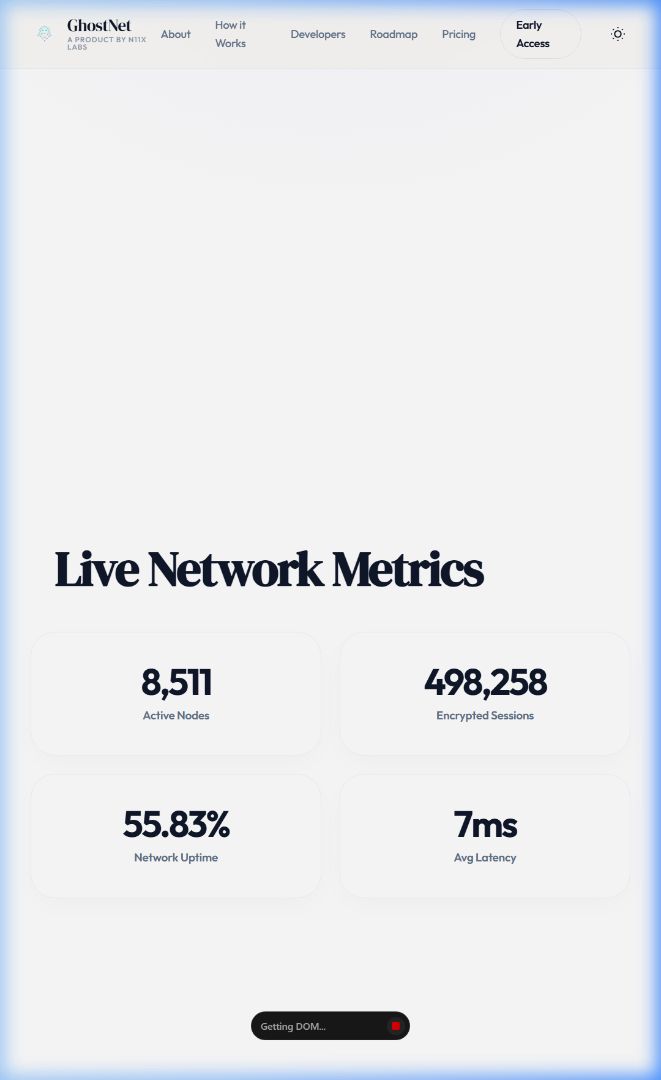 GhostNet
A PRODUCT BY N11X
LABS
About
How it
Works
Developers
Roadmap
Pricing
Early
Access
Live Network Metrics
8,511
Active Nodes
498,258
Encrypted Sessions
55.83%
Network Uptime
7ms
Avg Latency
Getting DOM...